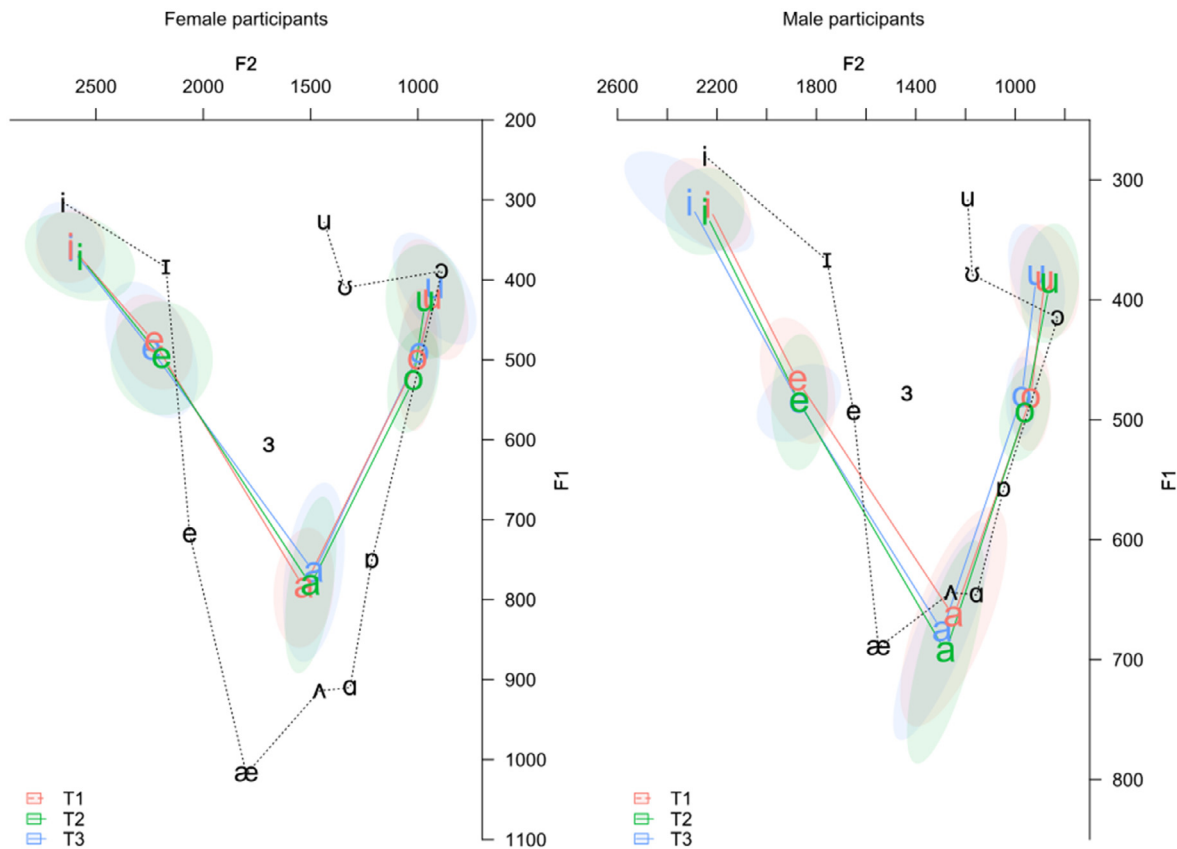 Female participants
Male participants
F2
F2
2500 2000 1500 1000
2600 2200 1800 1400 1000
200
300
400
500
600
700
800
900
1000
1100
F1
300
400
500
600
700
800
F1
i
ɪ
e
æ
ʌ
ɑ
ɒ
ɔ
ʊ
u
ɜ
i i i
e e e
a a a
o o o
u u u
i
ɪ
e
æ
ʌ
ɑ
ɒ
ɔ
ʊ
u
ɜ
i i i
e e e
a a a
o o o
u u u
T1
T2
T3
T1
T2
T3